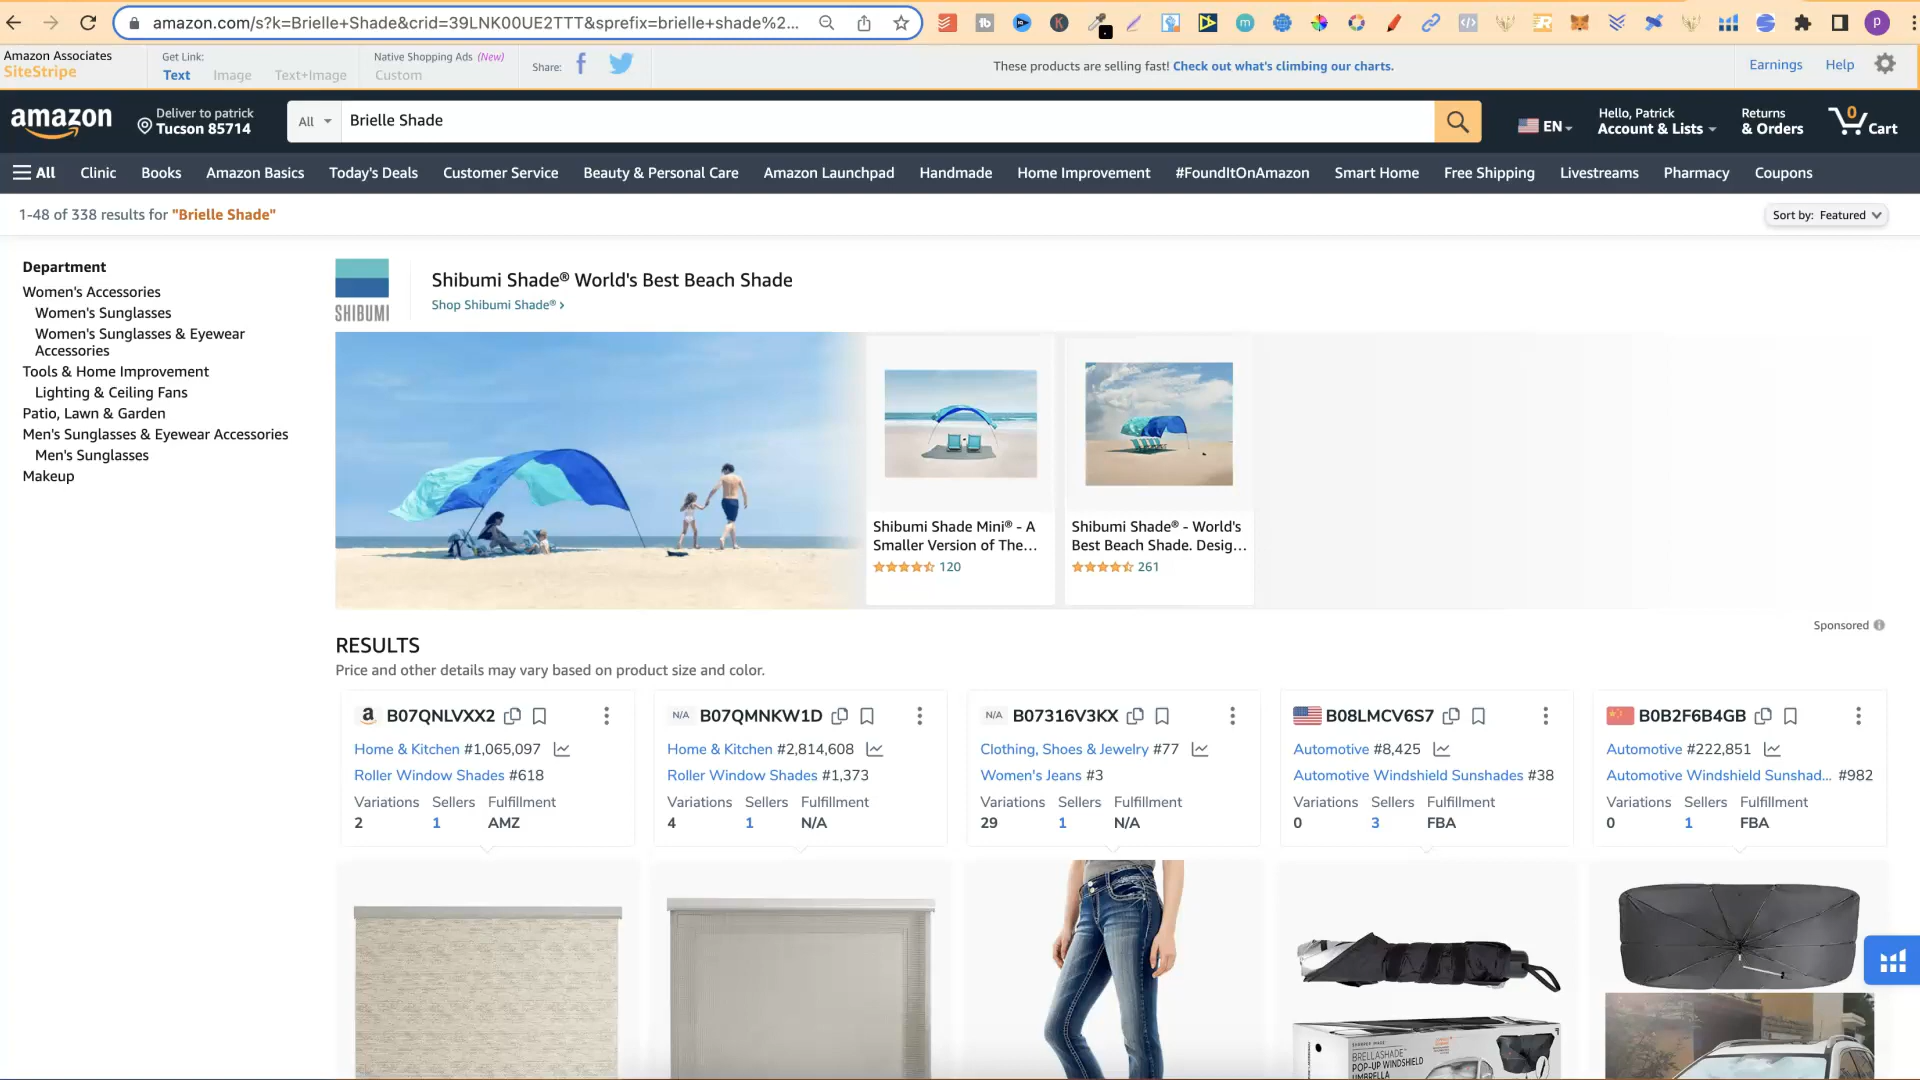 amazon.com/s?k=Brielle+Shade&crid=39LNK00UE2TTT&sprefix=brielle+shade%2...
Amazon Associates
SiteStripe
Get Link:
Text
Image
Text+Image
Native Shopping Ads (New)
Custom
Share:
These products are selling fast! Check out what's climbing our charts.
Earnings
Help
amazon
Deliver to patrick
Tucson 85714
All
Brielle Shade
EN
Hello, Patrick
Account & Lists
Returns
& Orders
0
Cart
All
Clinic
Books
Amazon Basics
Today's Deals
Customer Service
Beauty & Personal Care
Amazon Launchpad
Handmade
Home Improvement
#FoundItOnAmazon
Smart Home
Free Shipping
Livestreams
Pharmacy
Coupons
1-48 of 338 results for "Brielle Shade"
Sort by: Featured
Department
Women's Accessories
Women's Sunglasses
Women's Sunglasses & Eyewear
Accessories
Tools & Home Improvement
Lighting & Ceiling Fans
Patio, Lawn & Garden
Men's Sunglasses & Eyewear Accessories
Men's Sunglasses
Makeup
SHIBUMI
Shibumi Shade® World's Best Beach Shade
Shop Shibumi Shade® ›
Shibumi Shade Mini® - A
Smaller Version of The...
120
Shibumi Shade® - World's
Best Beach Shade. Desig...
261
Sponsored
RESULTS
Price and other details may vary based on product size and color.
a B07QNLVXX2
Home & Kitchen #1,065,097
Roller Window Shades #618
Variations Sellers Fulfillment
2 1 AMZ
N/A B07QMNKW1D
Home & Kitchen #2,814,608
Roller Window Shades #1,373
Variations Sellers Fulfillment
4 1 N/A
N/A B07316V3KX
Clothing, Shoes & Jewelry #77
Women's Jeans #3
Variations Sellers Fulfillment
29 1 N/A
B08LMCV6S7
Automotive #8,425
Automotive Windshield Sunshades #38
Variations Sellers Fulfillment
0 3 FBA
B0B2F6B4GB
Automotive #222,851
Automotive Windshield Sunshad... #982
Variations Sellers Fulfillment
0 1 FBA
BRELLASHADE
POP-UP WINDSHIELD
UMBRELLA